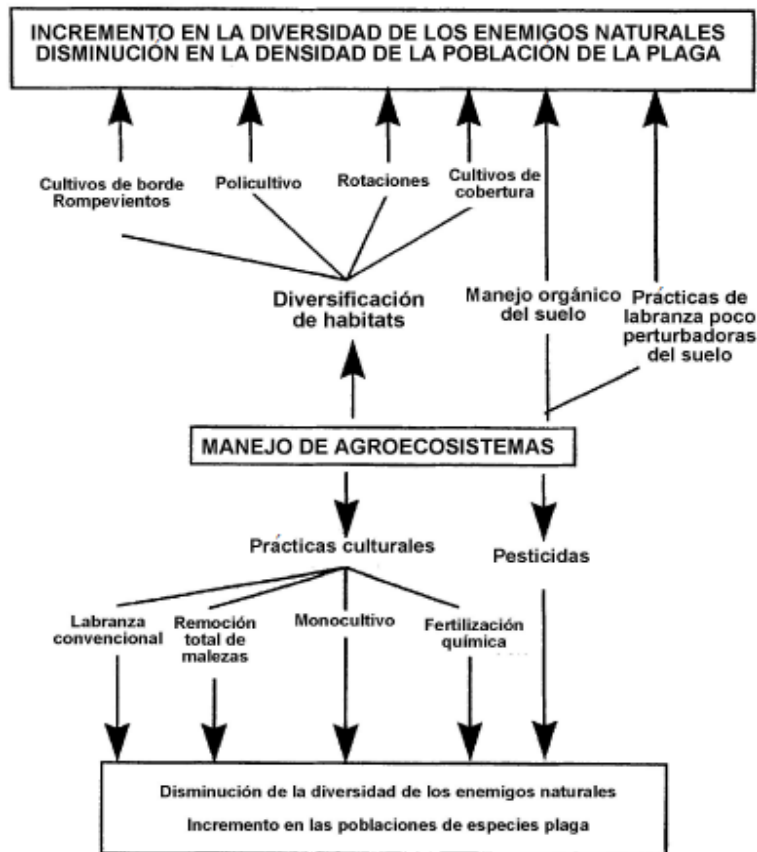 INCREMENTO EN LA DIVERSIDAD DE LOS ENEMIGOS NATURALES
DISMINUCIÓN EN LA DENSIDAD DE LA POBLACIÓN DE LA PLAGA
Cultivos de borde
Rompevientos
Policultivo
Rotaciones
Cultivos de
cobertura
Diversificación
de habitats
Manejo orgánico
del suelo
Prácticas de
labranza poco
perturbadoras
del suelo
MANEJO DE AGROECOSISTEMAS
Prácticas culturales
Pesticidas
Labranza
convencional
Remoción
total de
malezas
Monocultivo
Fertilización
química
Disminución de la diversidad de los enemigos naturales
Incremento en las poblaciones de especies plaga